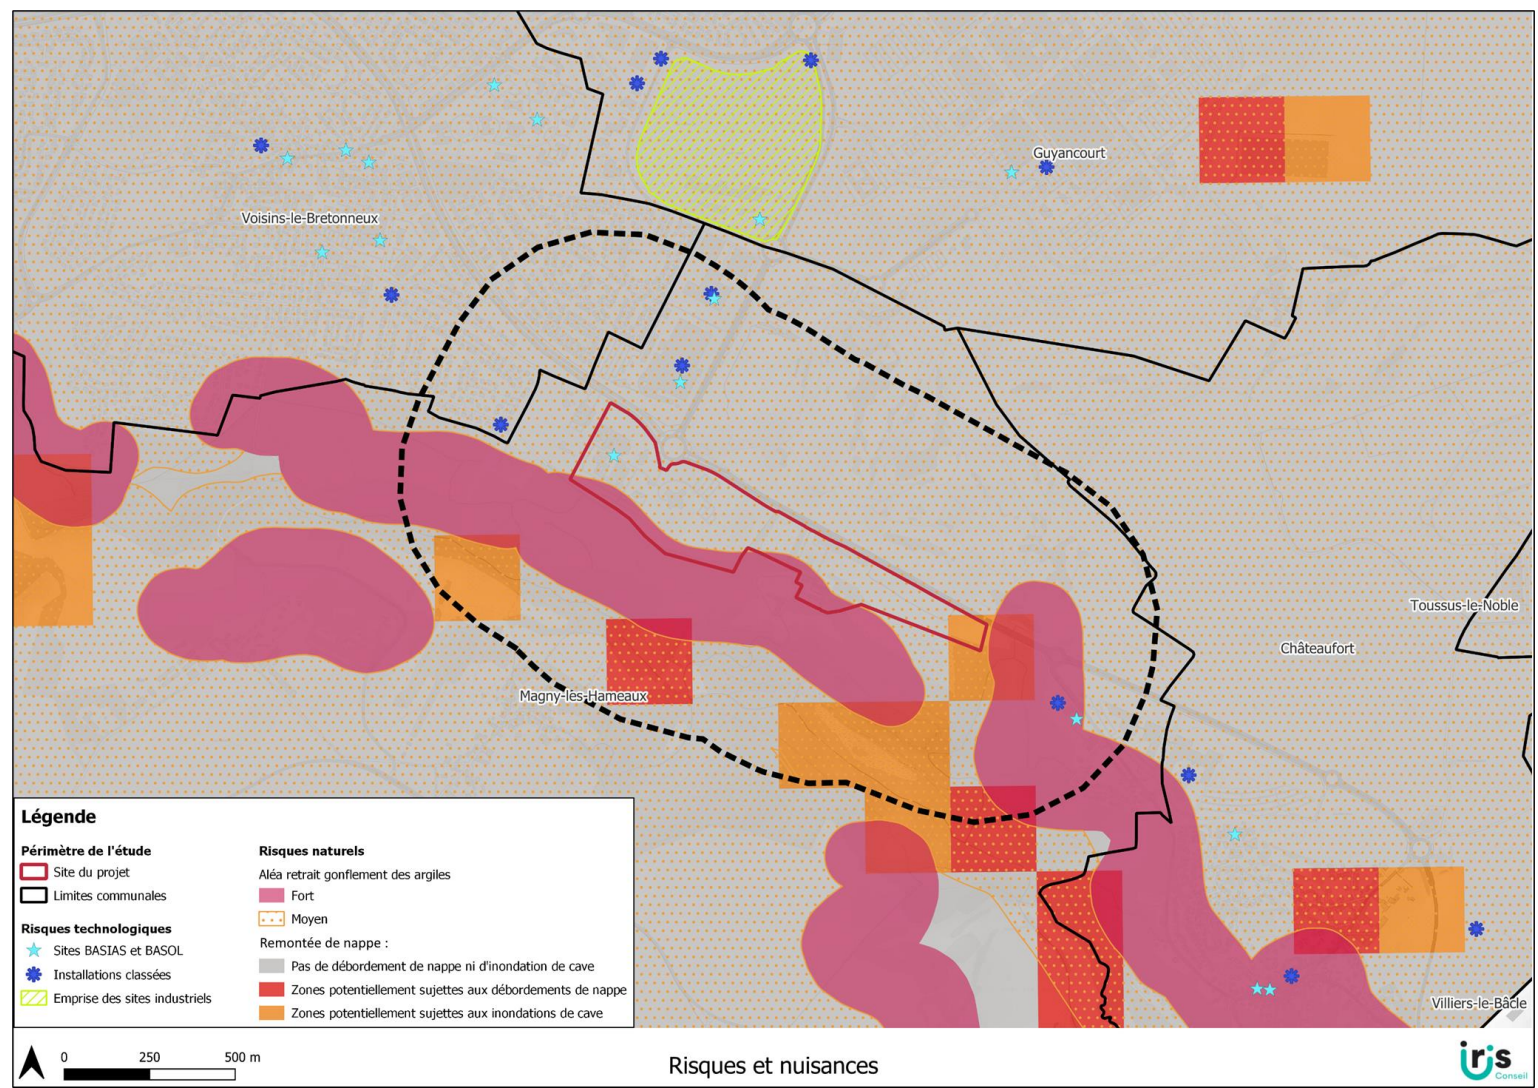 Guyancourt
Voisins-le-Bretonneux
Toussus-le-Noble
Châteaufort
Magny-les-Hameaux
Villiers-le-Bâcle
Légende
Périmètre de l'étude
Site du projet
Limites communales
Risques technologiques
Sites BASIAS et BASOL
Installations classées
Emprise des sites industriels
Risques naturels
Aléa retrait gonflement des argiles
Fort
Moyen
Remontée de nappe :
Pas de débordement de nappe ni d'inondation de cave
Zones potentiellement sujettes aux débordements de nappe
Zones potentiellement sujettes aux inondations de cave
0 250 500 m
Risques et nuisances
iris
Conseil